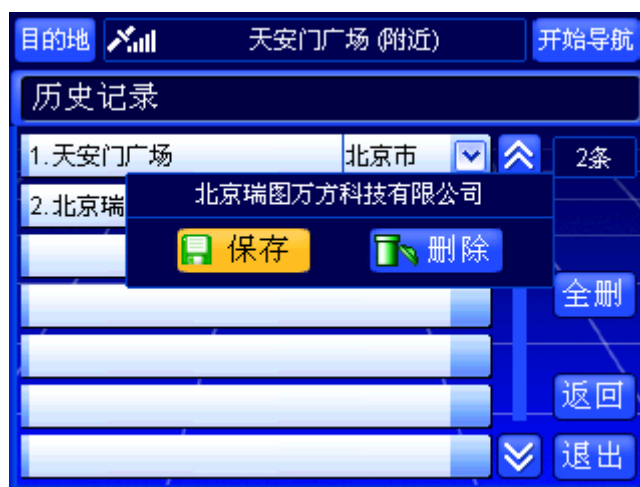 目的地 天安门广场 (附近) 开始导航
历史记录
1.天安门广场 北京市 2条
2.北京瑞
北京瑞图万方科技有限公司
保存 删除
全删
返回
退出